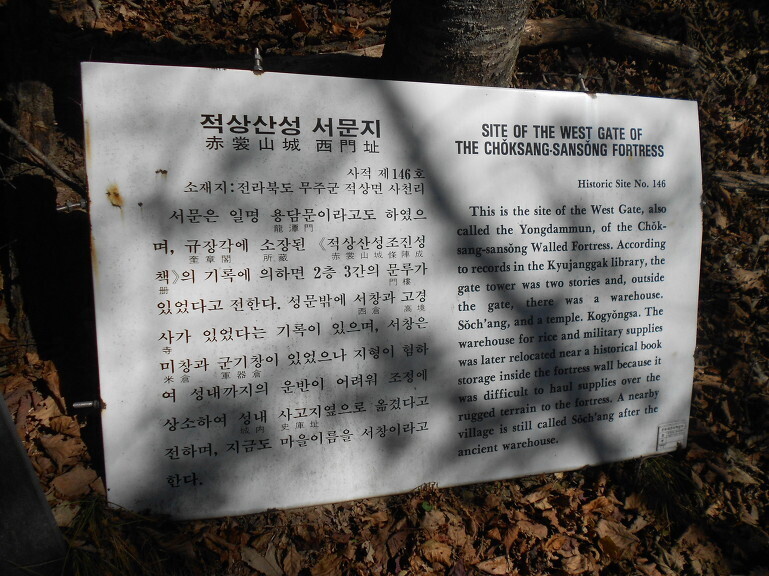 적상산성 서문지
赤裳山城 西門址
사적 제146호
소재지:전라북도 무주군 적상면 사천리
서문은 일명 용담문이라고도 하였으
龍潭門
며, 규장각에 소장된 《적상산성조진성
奎章閣 所藏 赤裳山城條陳成
책》의 기록에 의하면 2층 3간의 문루가
册 門樓
있었다고 전한다. 성문밖에 서창과 고경
西倉 高境
사가 있었다는 기록이 있으며, 서창은
寺
미창과 군기창이 있었으나 지형이 험하
米倉 軍器倉
여 성내까지의 운반이 어려워 조정에
상소하여 성내 사고지옆으로 옮겼다고
城内 史庫址
전하며, 지금도 마을이름을 서창이라고
한다.
SITE OF THE WEST GATE OF
THE CHŎKSANG-SANSŎNG FORTRESS
Historic Site No. 146
This is the site of the West Gate, also
called the Yongdammun, of the Chŏk-
sang-sansŏng Walled Fortress. According
to records in the Kyujanggak library, the
gate tower was two stories and, outside
the gate, there was a warehouse.
Sŏch'ang, and a temple. Kogyŏngsa. The
warehouse for rice and military supplies
was later relocated near a historical book
storage inside the fortress wall because it
was difficult to haul supplies over the
rugged terrain to the fortress. A nearby
village is still called Sŏch'ang after the
ancient warehouse.